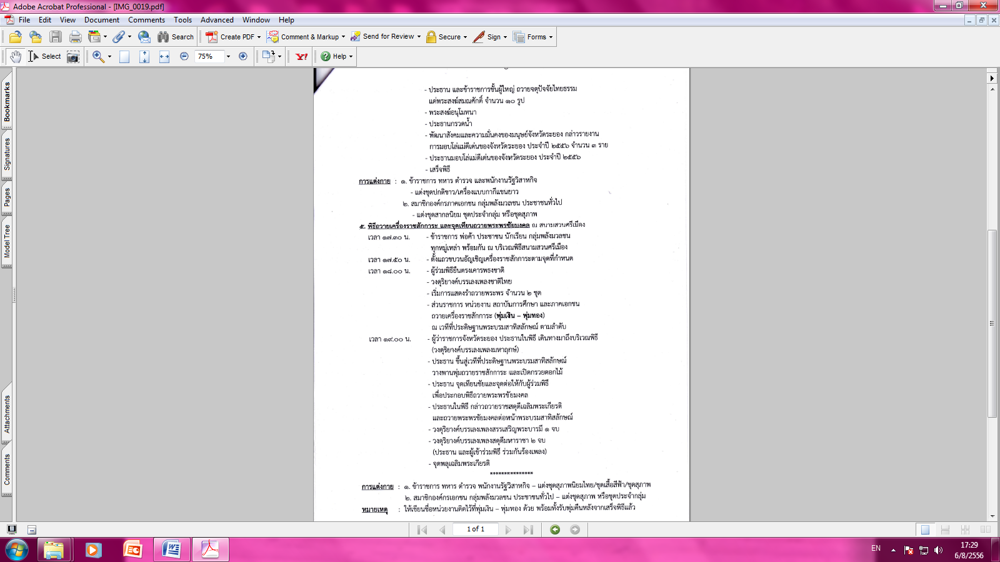 Adobe Acrobat Professional - [IMG_0019.pdf]
File Edit View Document Comments Tools Advanced Window Help
Search Create PDF Comment & Markup Send for Review Secure Sign Forms
Select 75% Y! Help
Bookmarks
Signatures
Pages
Model Tree
Attachments
Comments
- ประธาน และข้าราชการชั้นผู้ใหญ่ ถวายจตุปัจจัยไทยธรรม
แด่พระสงฆ์สมณศักดิ์ จำนวน ๑๐ รูป
- พระสงฆ์อนุโมทนา
- ประธานกรวดน้ำ
- พัฒนาสังคมและความมั่นคงของมนุษย์จังหวัดระยอง กล่าวรายงาน
การมอบโล่แม่ดีเด่นของจังหวัดระยอง ประจำปี ๒๕๕๖ จำนวน ๓ ราย
- ประธานมอบโล่แม่ดีเด่นของจังหวัดระยอง ประจำปี ๒๕๕๖
- เสร็จพิธี
การแต่งกาย : ๑. ข้าราชการ ทหาร ตำรวจ และพนักงานรัฐวิสาหกิจ
- แต่งชุดปกติขาว/เครื่องแบบกากีแขนยาว
๒. สมาชิกองค์กรภาคเอกชน กลุ่มพลังมวลชน ประชาชนทั่วไป
- แต่งชุดสากลนิยม ชุดประจำกลุ่ม หรือชุดสุภาพ
๕. พิธีถวายเครื่องราชสักการะ และจุดเทียนถวายพระพรชัยมงคล ณ สนามสวนศรีเมือง
เวลา ๑๗.๓๐ น. - ข้าราชการ พ่อค้า ประชาชน นักเรียน กลุ่มพลังมวลชน
ทุกหมู่เหล่า พร้อมกัน ณ บริเวณพิธีสนามสวนศรีเมือง
เวลา ๑๗.๕๐ น. - ตั้งแถวขบวนอัญเชิญเครื่องราชสักการะตามจุดที่กำหนด
เวลา ๑๘.๐๐ น. - ผู้ร่วมพิธียืนตรงเคารพธงชาติ
- วงดุริยางค์บรรเลงเพลงชาติไทย
- เริ่มการแสดงรำถวายพระพร จำนวน ๒ ชุด
- ส่วนราชการ หน่วยงาน สถาบันการศึกษา และภาคเอกชน
ถวายเครื่องราชสักการะ (พุ่มเงิน – พุ่มทอง)
ณ เวทีที่ประดิษฐานพระบรมสาทิสลักษณ์ ตามลำดับ
เวลา ๑๙.๐๐ น. - ผู้ว่าราชการจังหวัดระยอง ประธานในพิธี เดินทางมาถึงบริเวณพิธี
(วงดุริยางค์บรรเลงเพลงมหาฤกษ์)
- ประธาน ขึ้นสู่เวทีที่ประดิษฐานพระบรมสาทิสลักษณ์
วางพานพุ่มถวายราชสักการะ และเปิดกรวยดอกไม้
- ประธาน จุดเทียนชัยและจุดต่อให้กับผู้ร่วมพิธี
เพื่อประกอบพิธีถวายพระพรชัยมงคล
- ประธานในพิธี กล่าวถวายราชสดุดีเฉลิมพระเกียรติ
และถวายพระพรชัยมงคลต่อหน้าพระบรมสาทิสลักษณ์
- วงดุริยางค์บรรเลงเพลงสรรเสริญพระบารมี ๑ จบ
- วงดุริยางค์บรรเลงเพลงสดุดีมหาราชา ๒ จบ
(ประธาน และผู้เข้าร่วมพิธี ร่วมกันร้องเพลง)
- จุดพลุเฉลิมพระเกียรติ
***************
การแต่งกาย : ๑. ข้าราชการ ทหาร ตำรวจ พนักงานรัฐวิสาหกิจ – แต่งชุดสุภาพนิยมไทย/ชุดเสื้อสีฟ้า/ชุดสุภาพ
๒. สมาชิกองค์กรเอกชน กลุ่มพลังมวลชน ประชาชนทั่วไป – แต่งชุดสุภาพ หรือชุดประจำกลุ่ม
หมายเหตุ : ให้เขียนชื่อหน่วยงานติดไว้ที่พุ่มเงิน – พุ่มทอง ด้วย พร้อมทั้งรับพุ่มคืนหลังจากเสร็จพิธีแล้ว
1 of 1
EN 17:29
6/8/2556